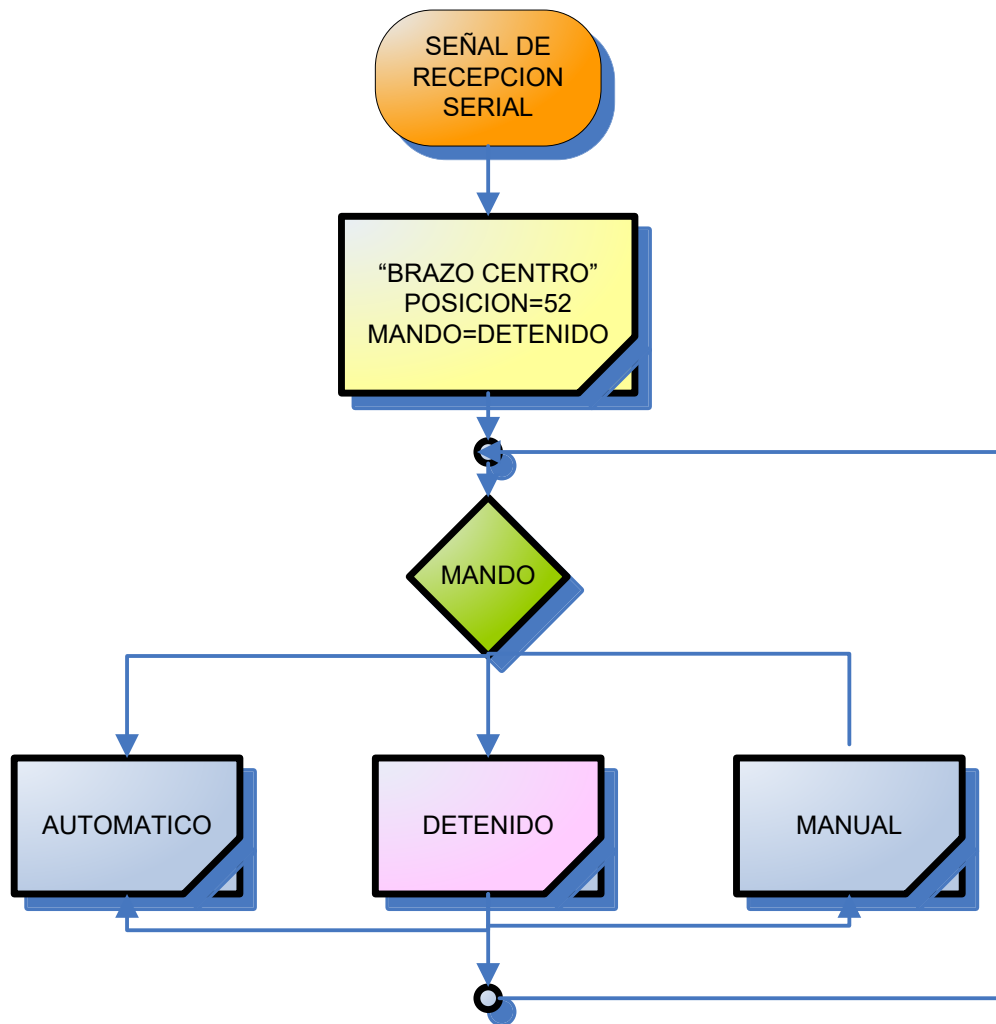 SEÑAL DE
RECEPCION
SERIAL
“BRAZO CENTRO”
POSICION=52
MANDO=DETENIDO
MANDO
AUTOMATICO
DETENIDO
MANUAL